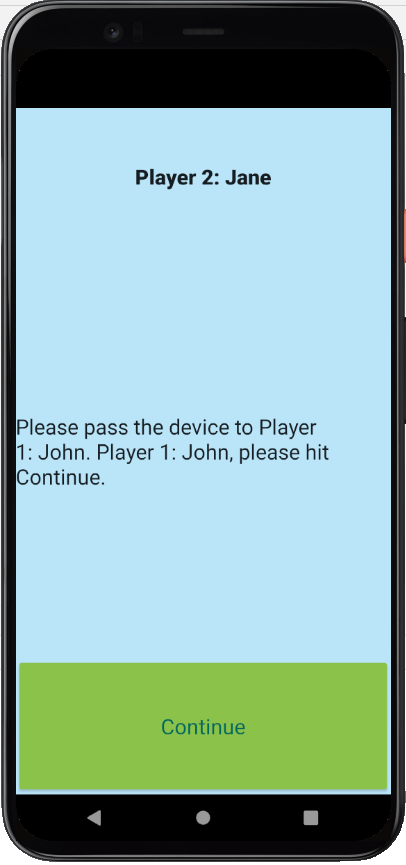 Player 2: Jane
Please pass the device to Player
1: John. Player 1: John, please hit
Continue.
Continue